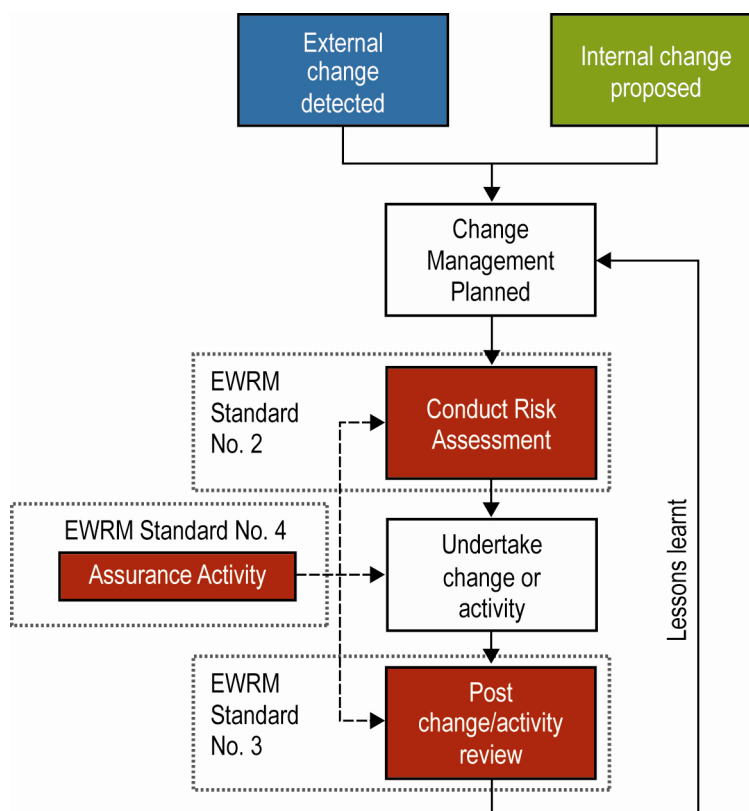 External
change
detected
Internal change
proposed
Change
Management
Planned
EWRM
Standard
No. 2
Conduct Risk
Assessment
EWRM Standard No. 4
Assurance Activity
Undertake
change or
activity
Lessons learnt
EWRM
Standard
No. 3
Post
change/activity
review